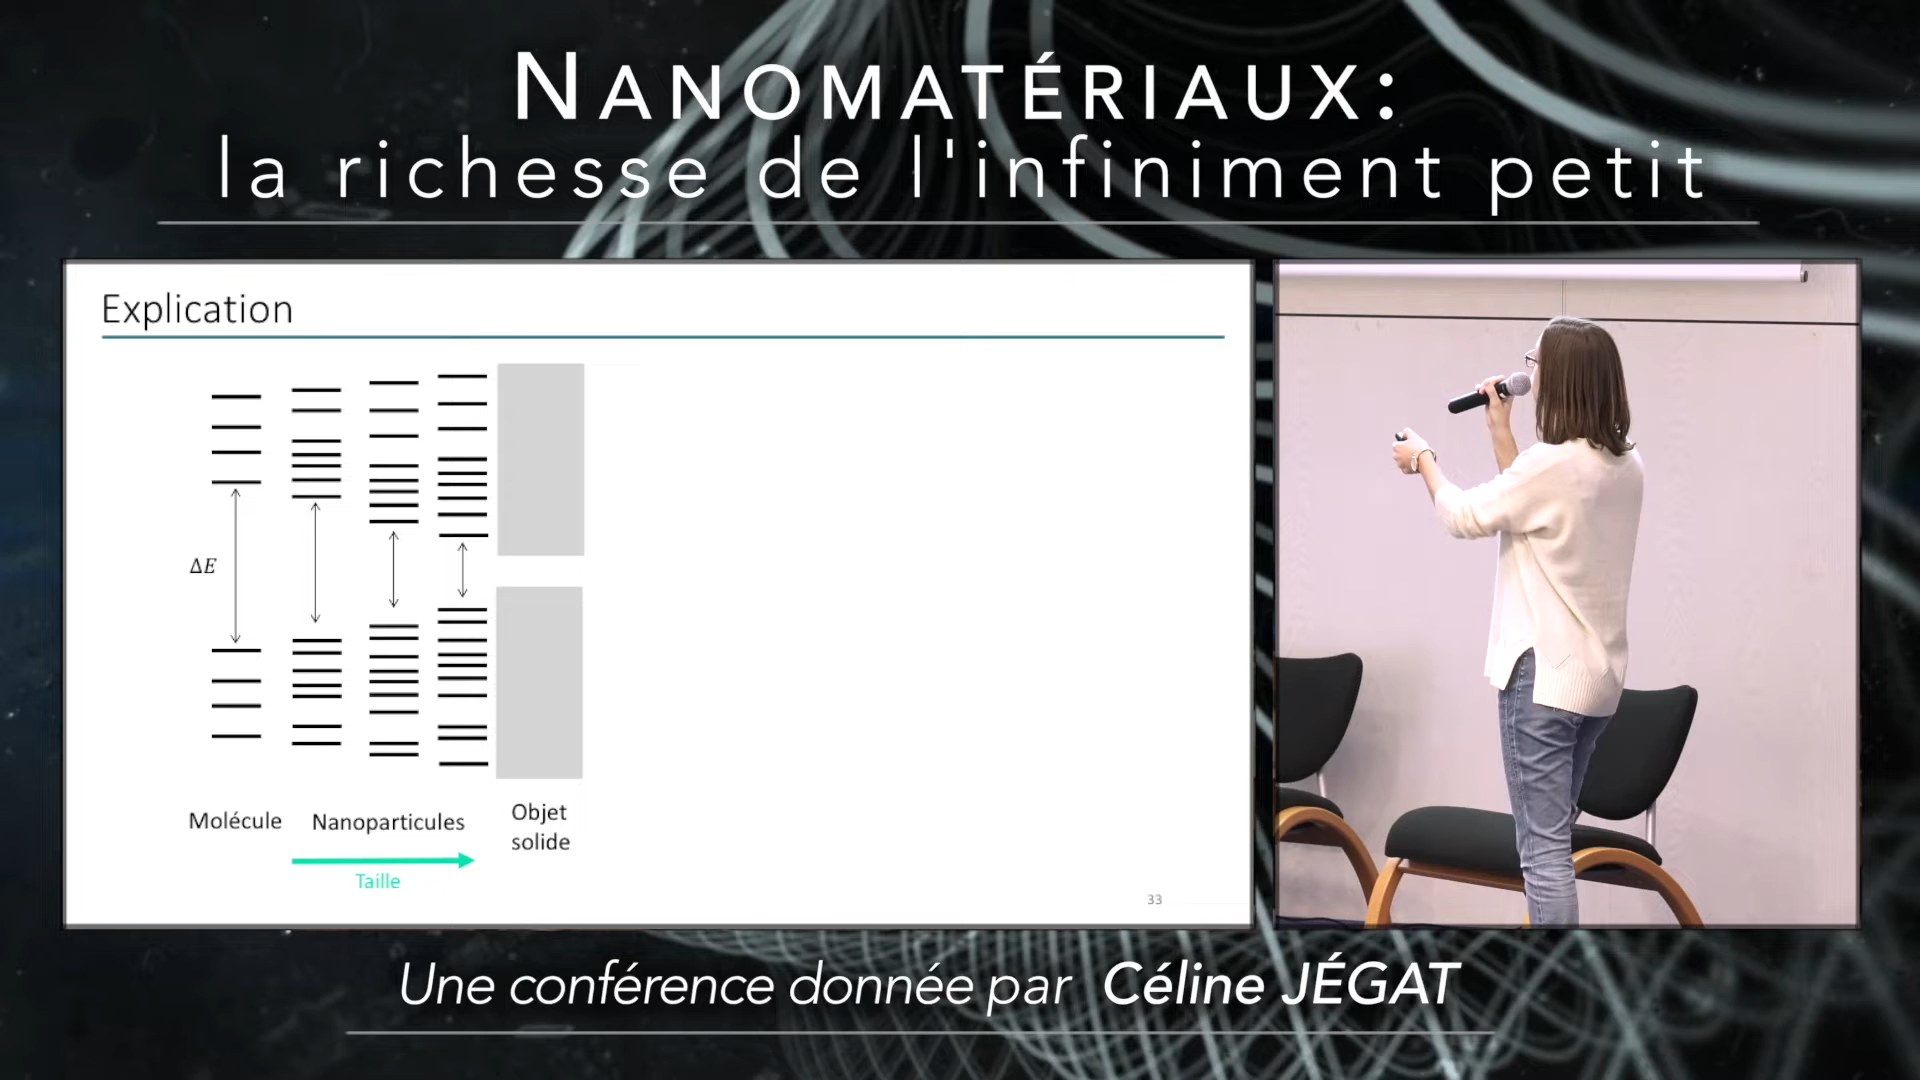 NANOMATÉRIAUX:
la richesse de l'infiniment petit
Explication
ΔE
Molécule
Nanoparticules
Objet
solide
Taille
33
Une conférence donnée par Céline JÉGAT